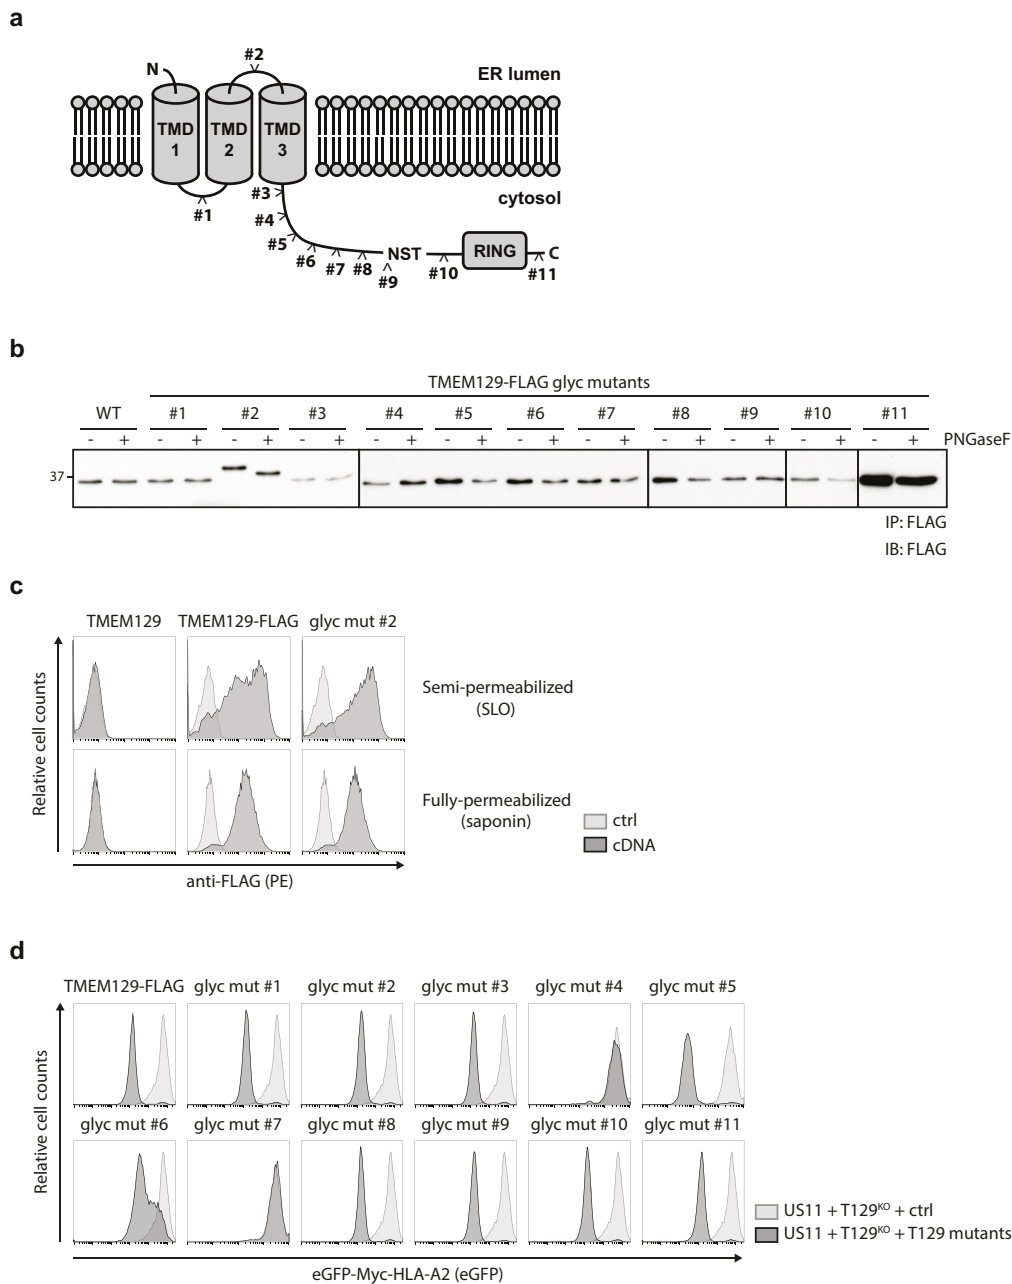 a
#2
N
ER lumen
TMD 1
TMD 2
TMD 3
#3
cytosol
#1
#4
#5
#6
#7
#8
NST
#9
#10
RING
C
#11
b
TMEM129-FLAG glyc mutants
WT #1 #2 #3 #4 #5 #6 #7 #8 #9 #10 #11
- + - + - + - + - + - + - + - + - + - + - + - + PNGaseF
37
IP: FLAG
IB: FLAG
c
TMEM129 TMEM129-FLAG glyc mut #2
Relative cell counts
Semi-permeabilized
(SLO)
Fully-permeabilized
(saponin)
ctrl
cDNA
anti-FLAG (PE)
d
TMEM129-FLAG glyc mut #1 glyc mut #2 glyc mut #3 glyc mut #4 glyc mut #5
Relative cell counts
glyc mut #6 glyc mut #7 glyc mut #8 glyc mut #9 glyc mut #10 glyc mut #11
US11 + T129KO + ctrl
US11 + T129KO + T129 mutants
eGFP-Myc-HLA-A2 (eGFP)